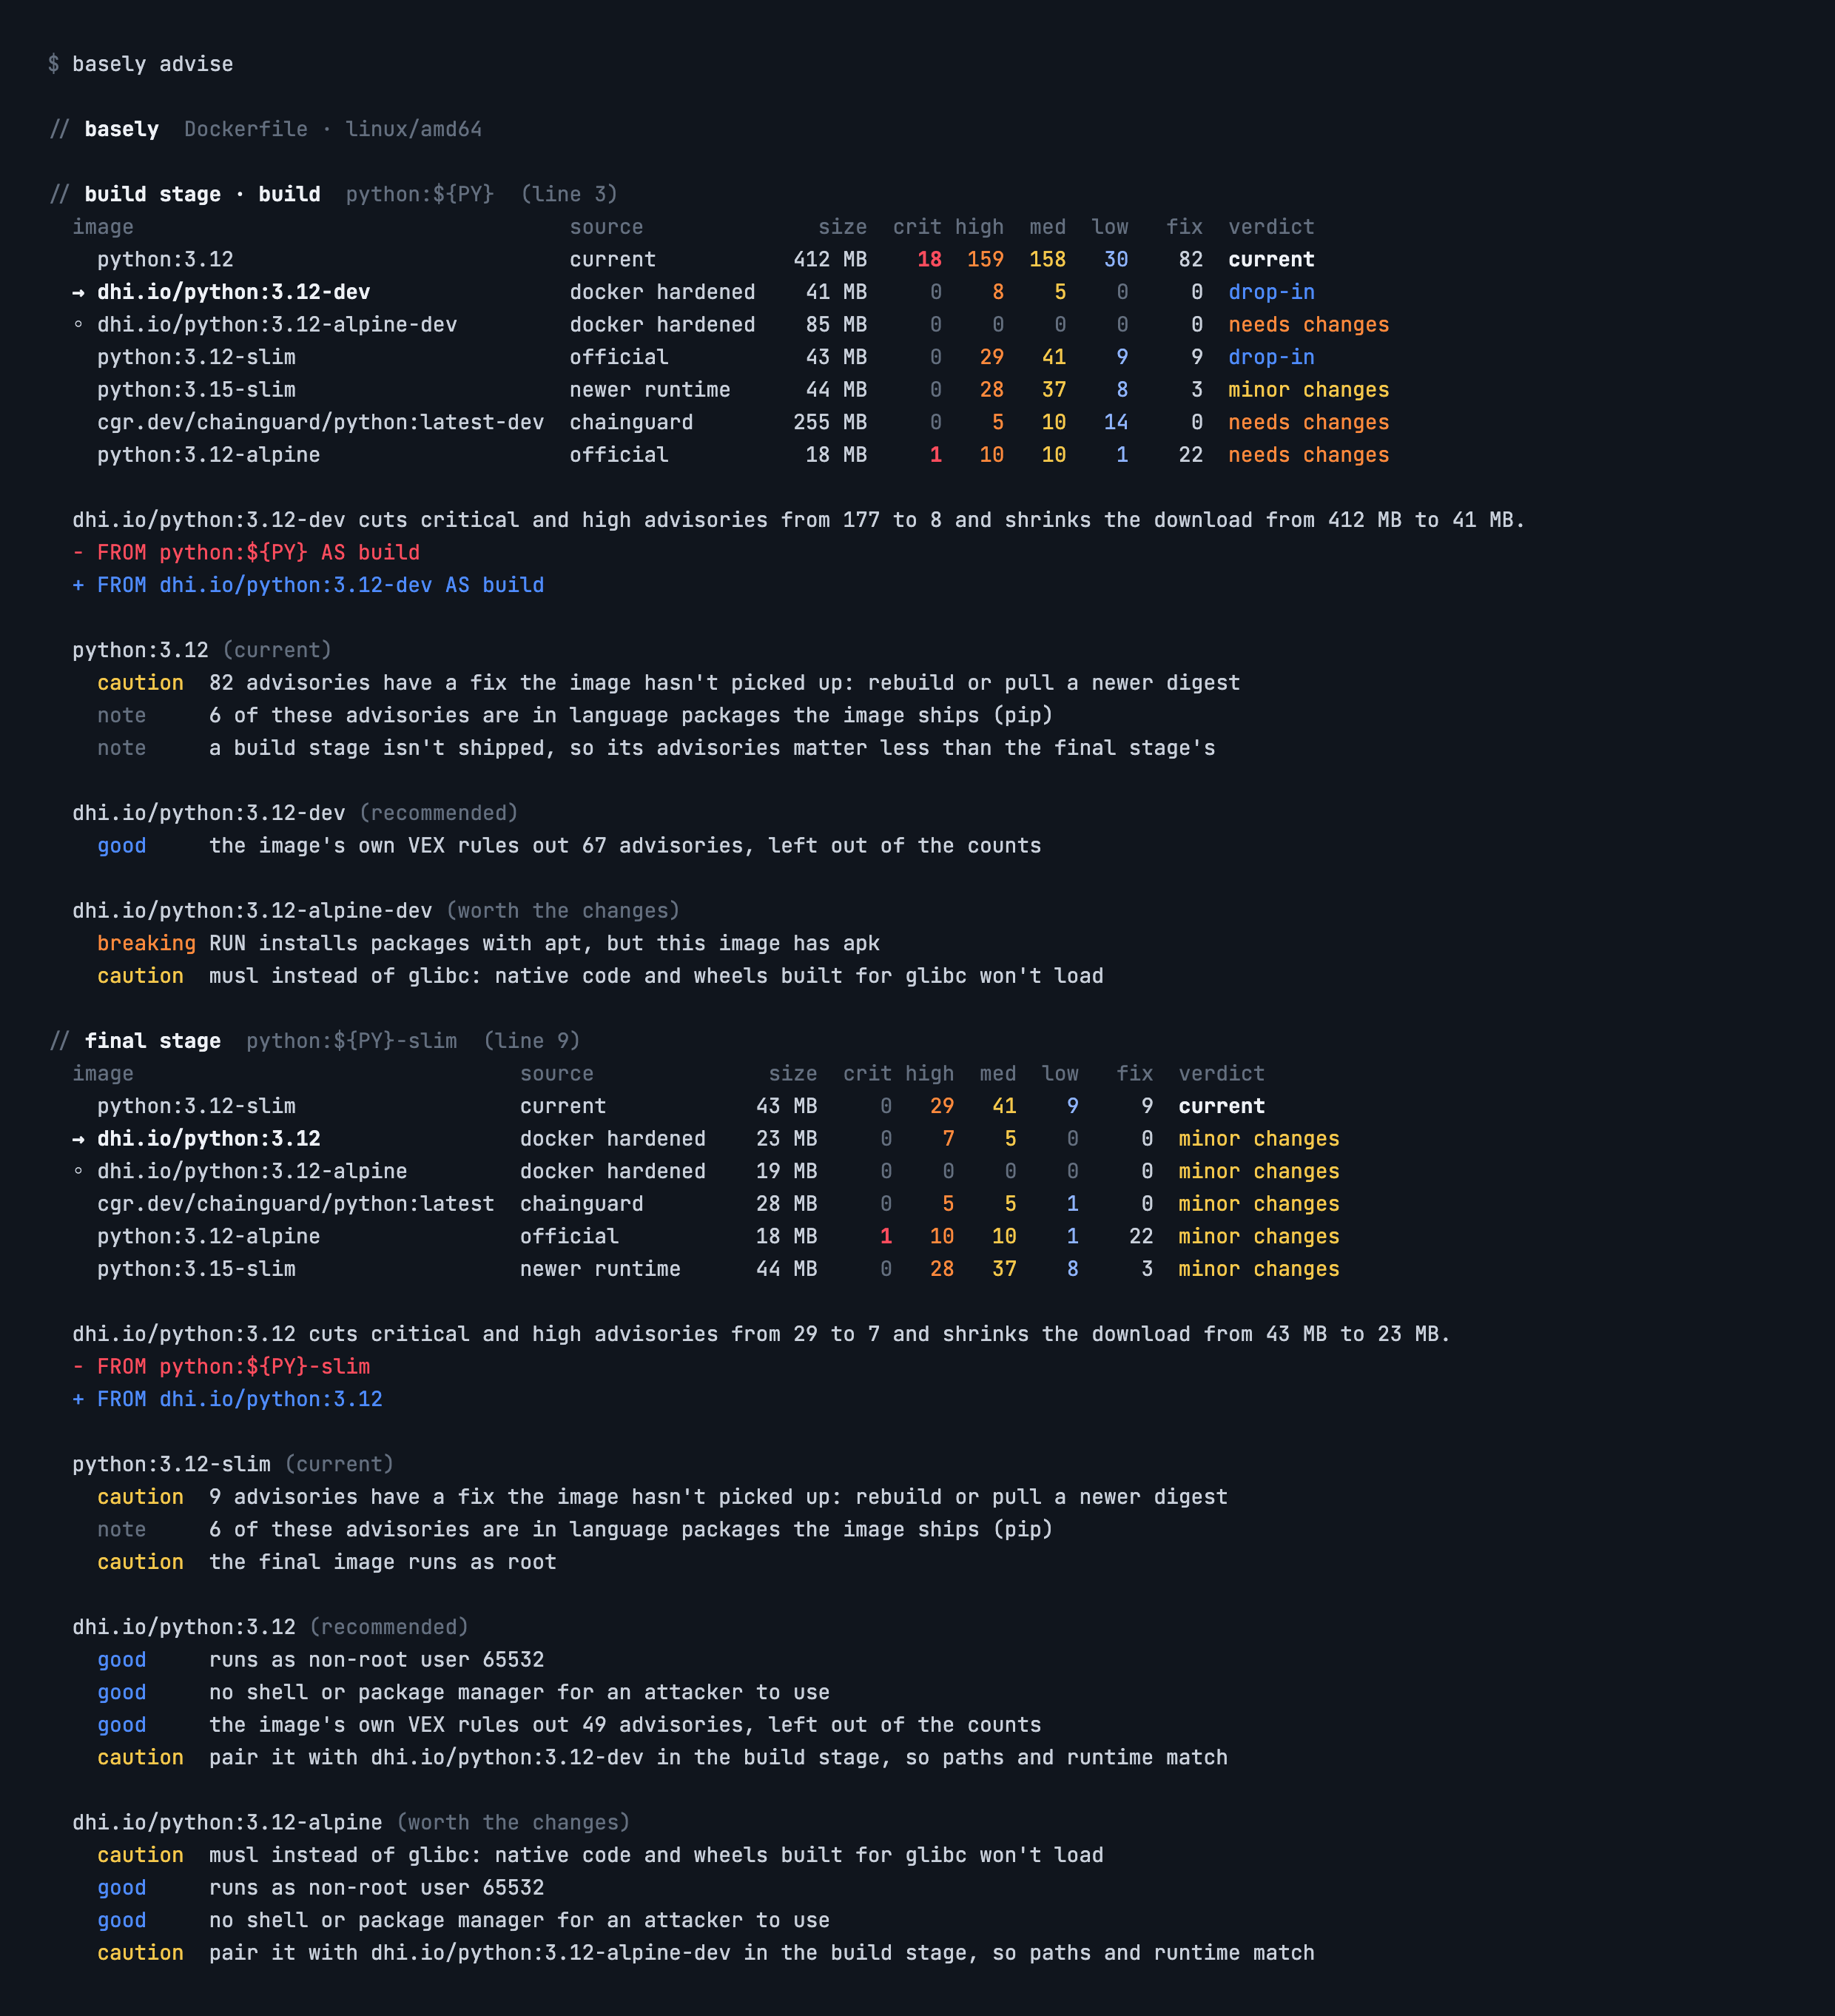 $ basely advise
// basely  Dockerfile · linux/amd64
// build stage · build  python:${PY}  (line 3)
image  source  size  crit  high  med  low  fix  verdict
python:3.12  current  412 MB  18  159  158  30  82  current
→ dhi.io/python:3.12-dev  docker hardened  41 MB  0  8  5  0  0  drop-in
◦ dhi.io/python:3.12-alpine-dev  docker hardened  85 MB  0  0  0  0  0  needs changes
python:3.12-slim  official  43 MB  0  29  41  9  9  drop-in
python:3.15-slim  newer runtime  44 MB  0  28  37  8  3  minor changes
cgr.dev/chainguard/python:latest-dev  chainguard  255 MB  0  5  10  14  0  needs changes
python:3.12-alpine  official  18 MB  1  10  10  1  22  needs changes
dhi.io/python:3.12-dev cuts critical and high advisories from 177 to 8 and shrinks the download from 412 MB to 41 MB.
- FROM python:${PY} AS build
+ FROM dhi.io/python:3.12-dev AS build
python:3.12 (current)
caution  82 advisories have a fix the image hasn't picked up: rebuild or pull a newer digest
note  6 of these advisories are in language packages the image ships (pip)
note  a build stage isn't shipped, so its advisories matter less than the final stage's
dhi.io/python:3.12-dev (recommended)
good  the image's own VEX rules out 67 advisories, left out of the counts
dhi.io/python:3.12-alpine-dev (worth the changes)
breaking RUN installs packages with apt, but this image has apk
caution  musl instead of glibc: native code and wheels built for glibc won't load
// final stage  python:${PY}-slim  (line 9)
image  source  size  crit  high  med  low  fix  verdict
python:3.12-slim  current  43 MB  0  29  41  9  9  current
→ dhi.io/python:3.12  docker hardened  23 MB  0  7  5  0  0  minor changes
◦ dhi.io/python:3.12-alpine  docker hardened  19 MB  0  0  0  0  0  minor changes
cgr.dev/chainguard/python:latest  chainguard  28 MB  0  5  5  1  0  minor changes
python:3.12-alpine  official  18 MB  1  10  10  1  22  minor changes
python:3.15-slim  newer runtime  44 MB  0  28  37  8  3  minor changes
dhi.io/python:3.12 cuts critical and high advisories from 29 to 7 and shrinks the download from 43 MB to 23 MB.
- FROM python:${PY}-slim
+ FROM dhi.io/python:3.12
python:3.12-slim (current)
caution  9 advisories have a fix the image hasn't picked up: rebuild or pull a newer digest
note  6 of these advisories are in language packages the image ships (pip)
caution  the final image runs as root
dhi.io/python:3.12 (recommended)
good  runs as non-root user 65532
good  no shell or package manager for an attacker to use
good  the image's own VEX rules out 49 advisories, left out of the counts
caution  pair it with dhi.io/python:3.12-dev in the build stage, so paths and runtime match
dhi.io/python:3.12-alpine (worth the changes)
caution  musl instead of glibc: native code and wheels built for glibc won't load
good  runs as non-root user 65532
good  no shell or package manager for an attacker to use
caution  pair it with dhi.io/python:3.12-alpine-dev in the build stage, so paths and runtime match